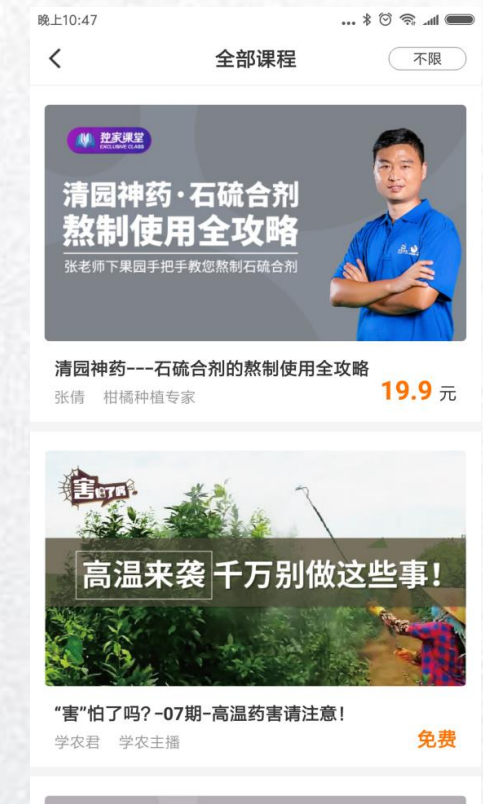 晚上10:47
全部课程
不限
独家课堂
EXCLUSIVE CLASS
清园神药·石硫合剂
熬制使用全攻略
张老师下果园手把手教您熬制石硫合剂
清园神药---石硫合剂的熬制使用全攻略
张倩 柑橘种植专家
19.9 元
害怕了吗?
高温来袭 千万别做这些事!
“害”怕了吗?-07期-高温药害请注意!
学农君 学农主播
免费